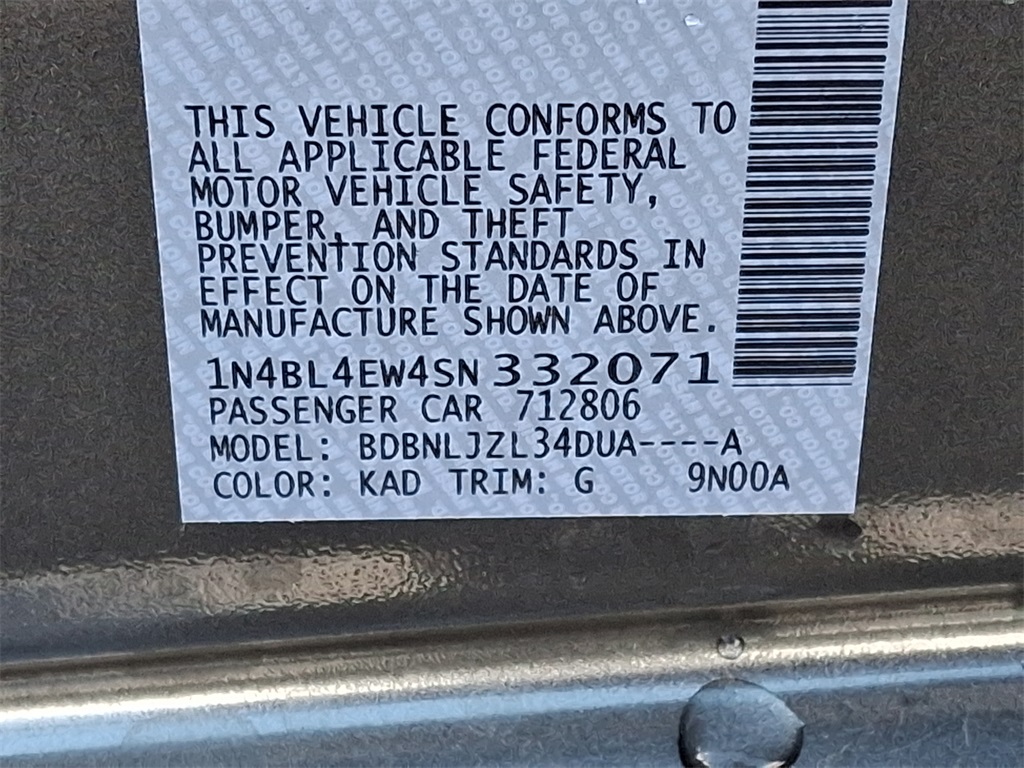 THIS VEHICLE CONFORMS TO
ALL APPLICABLE FEDERAL
MOTOR VEHICLE SAFETY,
BUMPER, AND THEFT
PREVENTION STANDARDS IN
EFFECT ON THE DATE OF
MANUFACTURE SHOWN ABOVE.
1N4BL4EW4SN332071
PASSENGER CAR 712806
MODEL: BDBNLJZL34DUA----A
COLOR: KAD TRIM: G 9N00A